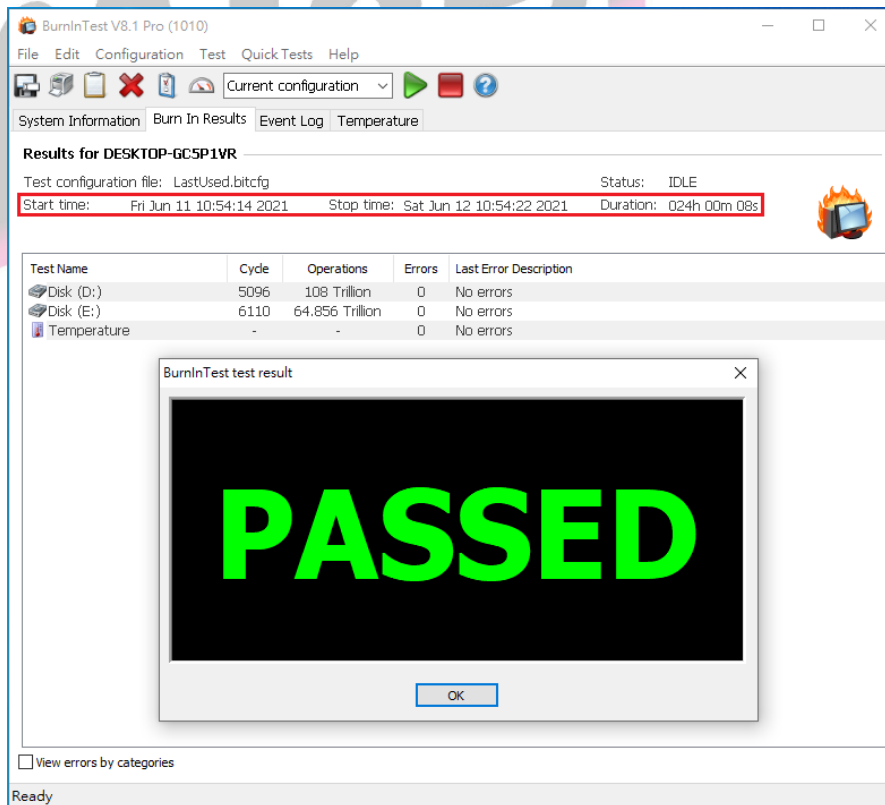 BurnInTest V8.1 Pro (1010)
File Edit Configuration Test Quick Tests Help
Current configuration
System Information Burn In Results Event Log Temperature
Results for DESKTOP-GC5P1VR
Test configuration file: LastUsed.bitcfg Status: IDLE
Start time: Fri Jun 11 10:54:14 2021 Stop time: Sat Jun 12 10:54:22 2021 Duration: 024h 00m 08s
Test Name Cycle Operations Errors Last Error Description
Disk (D:) 5096 108 Trillion 0 No errors
Disk (E:) 6110 64.856 Trillion 0 No errors
Temperature - - 0 No errors
BurnInTest test result
PASSED
OK
View errors by categories
Ready